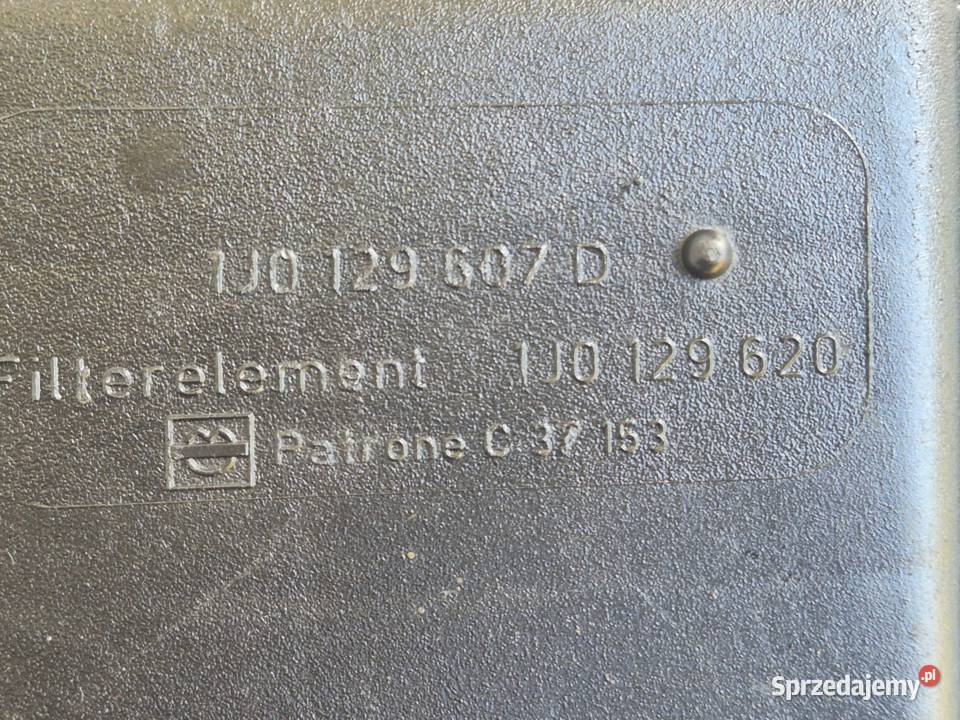 1J0 129 607 D
Filterelement 1J0 129 620
Patrone C 37 153
Sprzedajemy.pl